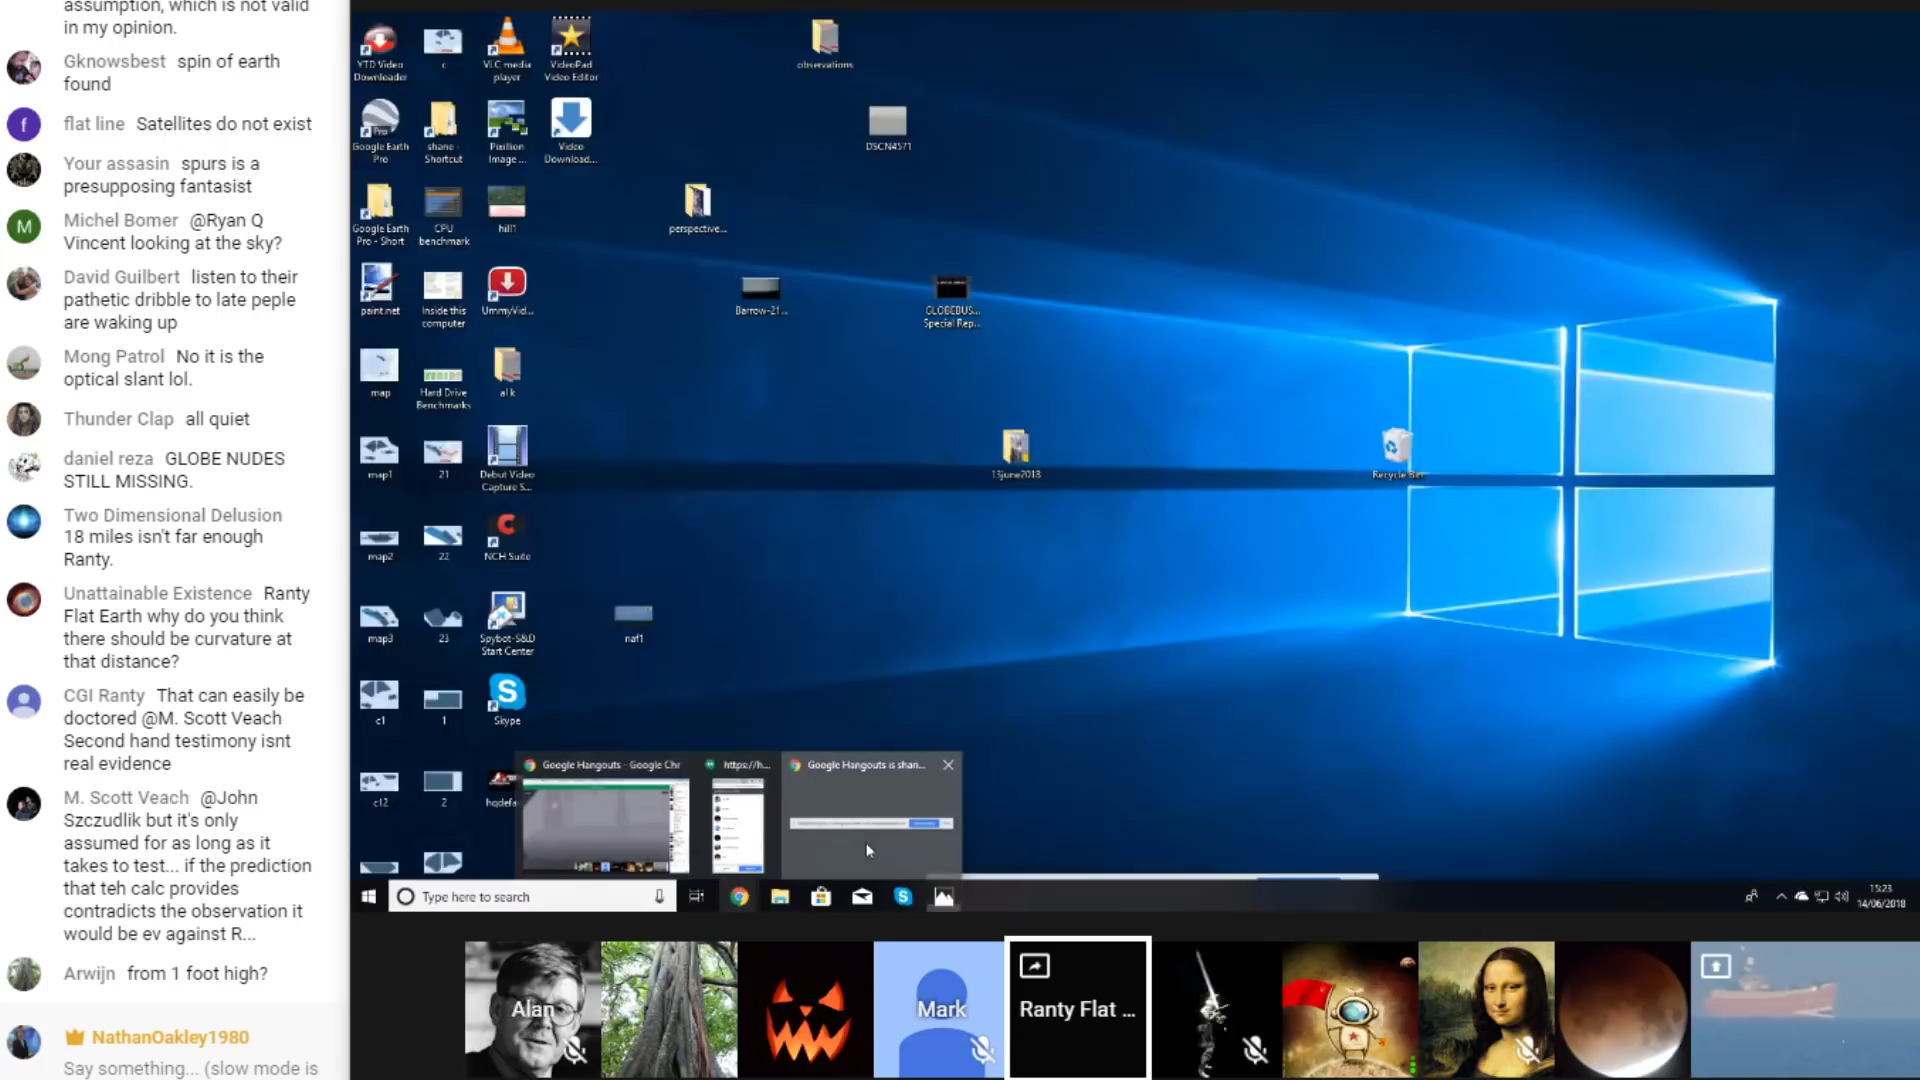 assumption, which is not valid
in my opinion.
Gknowsbest spin of earth
found
flat line Satellites do not exist
Your assasin spurs is a
presupposing fantasist
Michel Bomer @Ryan Q
Vincent looking at the sky?
David Guilbert listen to their
pathetic dribble to late peple
are waking up
Mong Patrol No it is the
optical slant lol.
Thunder Clap all quiet
daniel reza GLOBE NUDES
STILL MISSING.
Two Dimensional Delusion
18 miles isn't far enough
Ranty.
Unattainable Existence Ranty
Flat Earth why do you think
there should be curvature at
that distance?
CGI Ranty That can easily be
doctored @M. Scott Veach
Second hand testimony isnt
real evidence
M. Scott Veach @John
Szczudlik but it's only
assumed for as long as it
takes to test... if the prediction
that teh calc provides
contradicts the observation it
would be ev against R...
Arwijn from 1 foot high?
NathanOakley1980
Say something... (slow mode is
YTD Video
Downloader
c
VLC media
player
VideoPad
Video Editor
observations
Google Earth
Pro
shane -
Shortcut
Pixillion
Image ...
Video
Download...
DSCN4571
Google Earth
Pro - Short
CPU
benchmark
hill1
perspective...
paint.net
Inside this
computer
UmmyVid...
Barrow-21...
GLOBEBUS...
Special Rep...
map
Hard Drive
Benchmarks
al k
map1
21
Debut Video
Capture S...
13june2018
Recycle Bin
map2
22
NCH Suite
map3
23
Spybot-S&D
Start Center
naf1
c1
1
Skype
c12
2
hqdefa
Google Hangouts - Google Chr
https://h...
Google Hangouts is shan...
Type here to search
15:23
14/06/2018
Alan
Mark
Ranty Flat ...